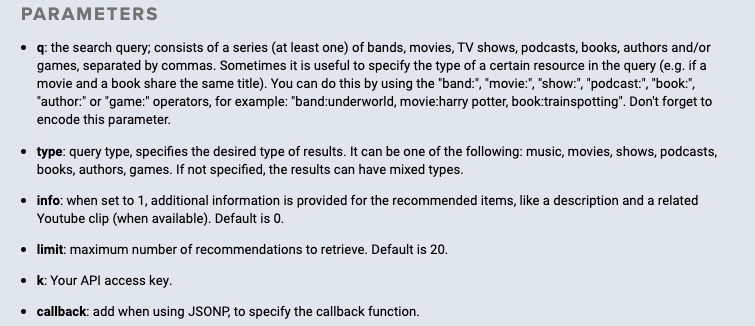 PARAMETERS
• q: the search query; consists of a series (at least one) of bands, movies, TV shows, podcasts, books, authors and/or
games, separated by commas. Sometimes it is useful to specify the type of a certain resource in the query (e.g. if a
movie and a book share the same title). You can do this by using the "band:", "movie:", "show:", "podcast:", "book:",
"author:" or "game:" operators, for example: "band:underworld, movie:harry potter, book:trainspotting". Don't forget to
encode this parameter.
• type: query type, specifies the desired type of results. It can be one of the following: music, movies, shows, podcasts,
books, authors, games. If not specified, the results can have mixed types.
• info: when set to 1, additional information is provided for the recommended items, like a description and a related
Youtube clip (when available). Default is 0.
• limit: maximum number of recommendations to retrieve. Default is 20.
• k: Your API access key.
• callback: add when using JSONP, to specify the callback function.